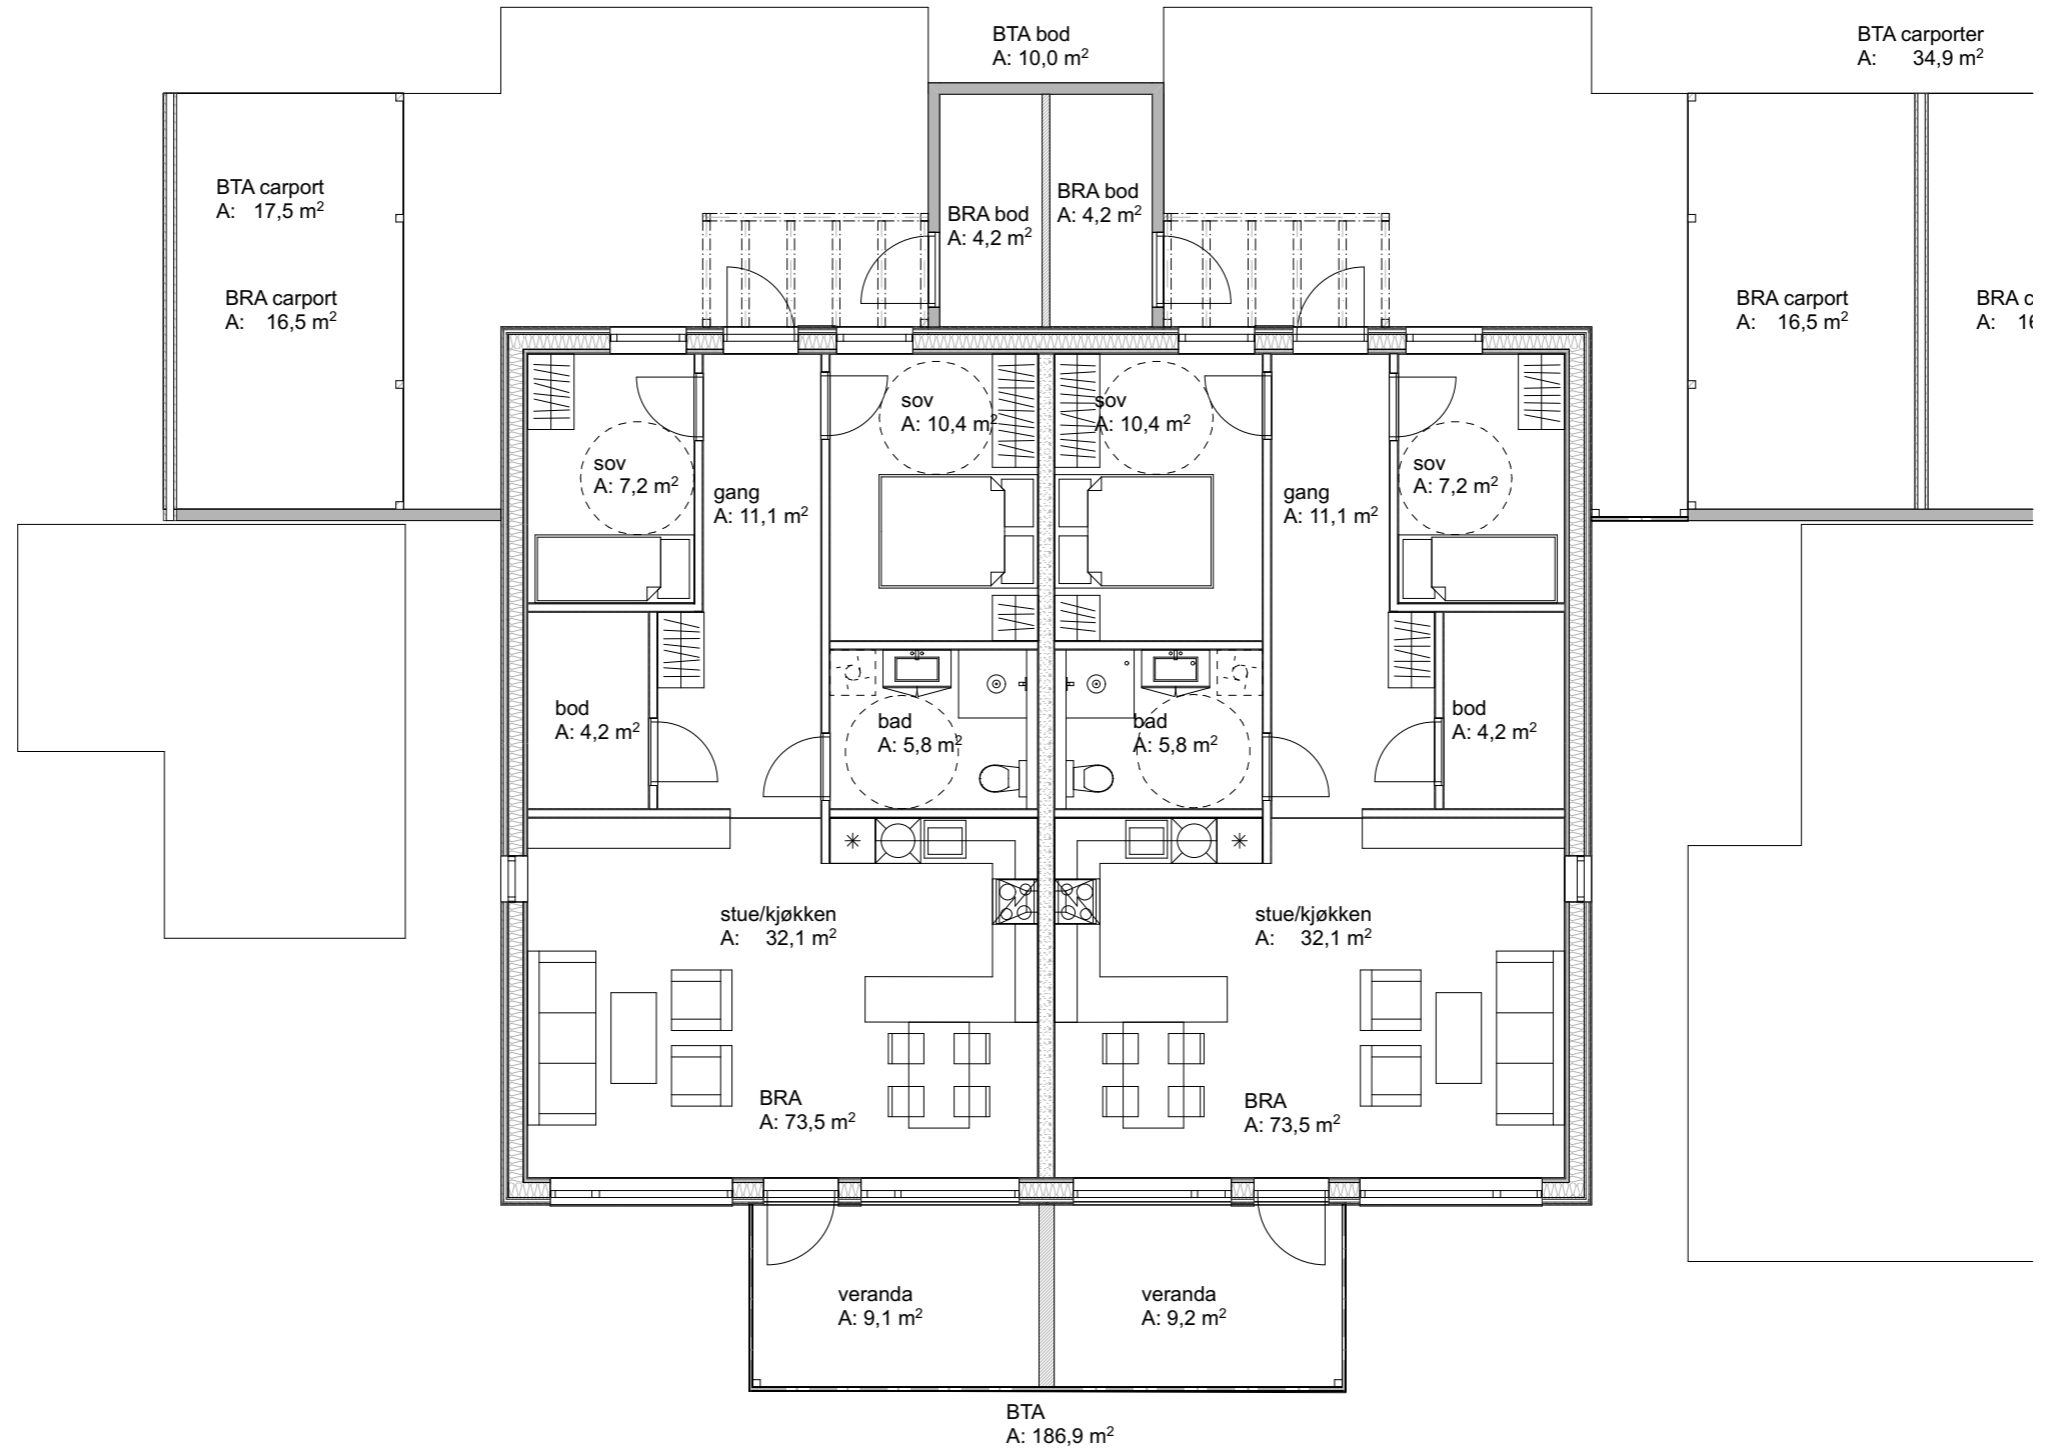 BTA bod
A: 10,0 m²
BTA carporter
A: 34,9 m²
BTA carport
A: 17,5 m²
BRA bod
A: 4,2 m²
BRA bod
A: 4,2 m²
BRA carport
A: 16,5 m²
BRA carport
A: 16,5 m²
BRA c
A: 16
sov
A: 10,4 m²
sov
A: 10,4 m²
sov
A: 7,2 m²
sov
A: 7,2 m²
gang
A: 11,1 m²
gang
A: 11,1 m²
bod
A: 4,2 m²
bad
A: 5,8 m²
bad
A: 5,8 m²
bod
A: 4,2 m²
stue/kjøkken
A: 32,1 m²
stue/kjøkken
A: 32,1 m²
BRA
A: 73,5 m²
BRA
A: 73,5 m²
veranda
A: 9,1 m²
veranda
A: 9,2 m²
BTA
A: 186,9 m²